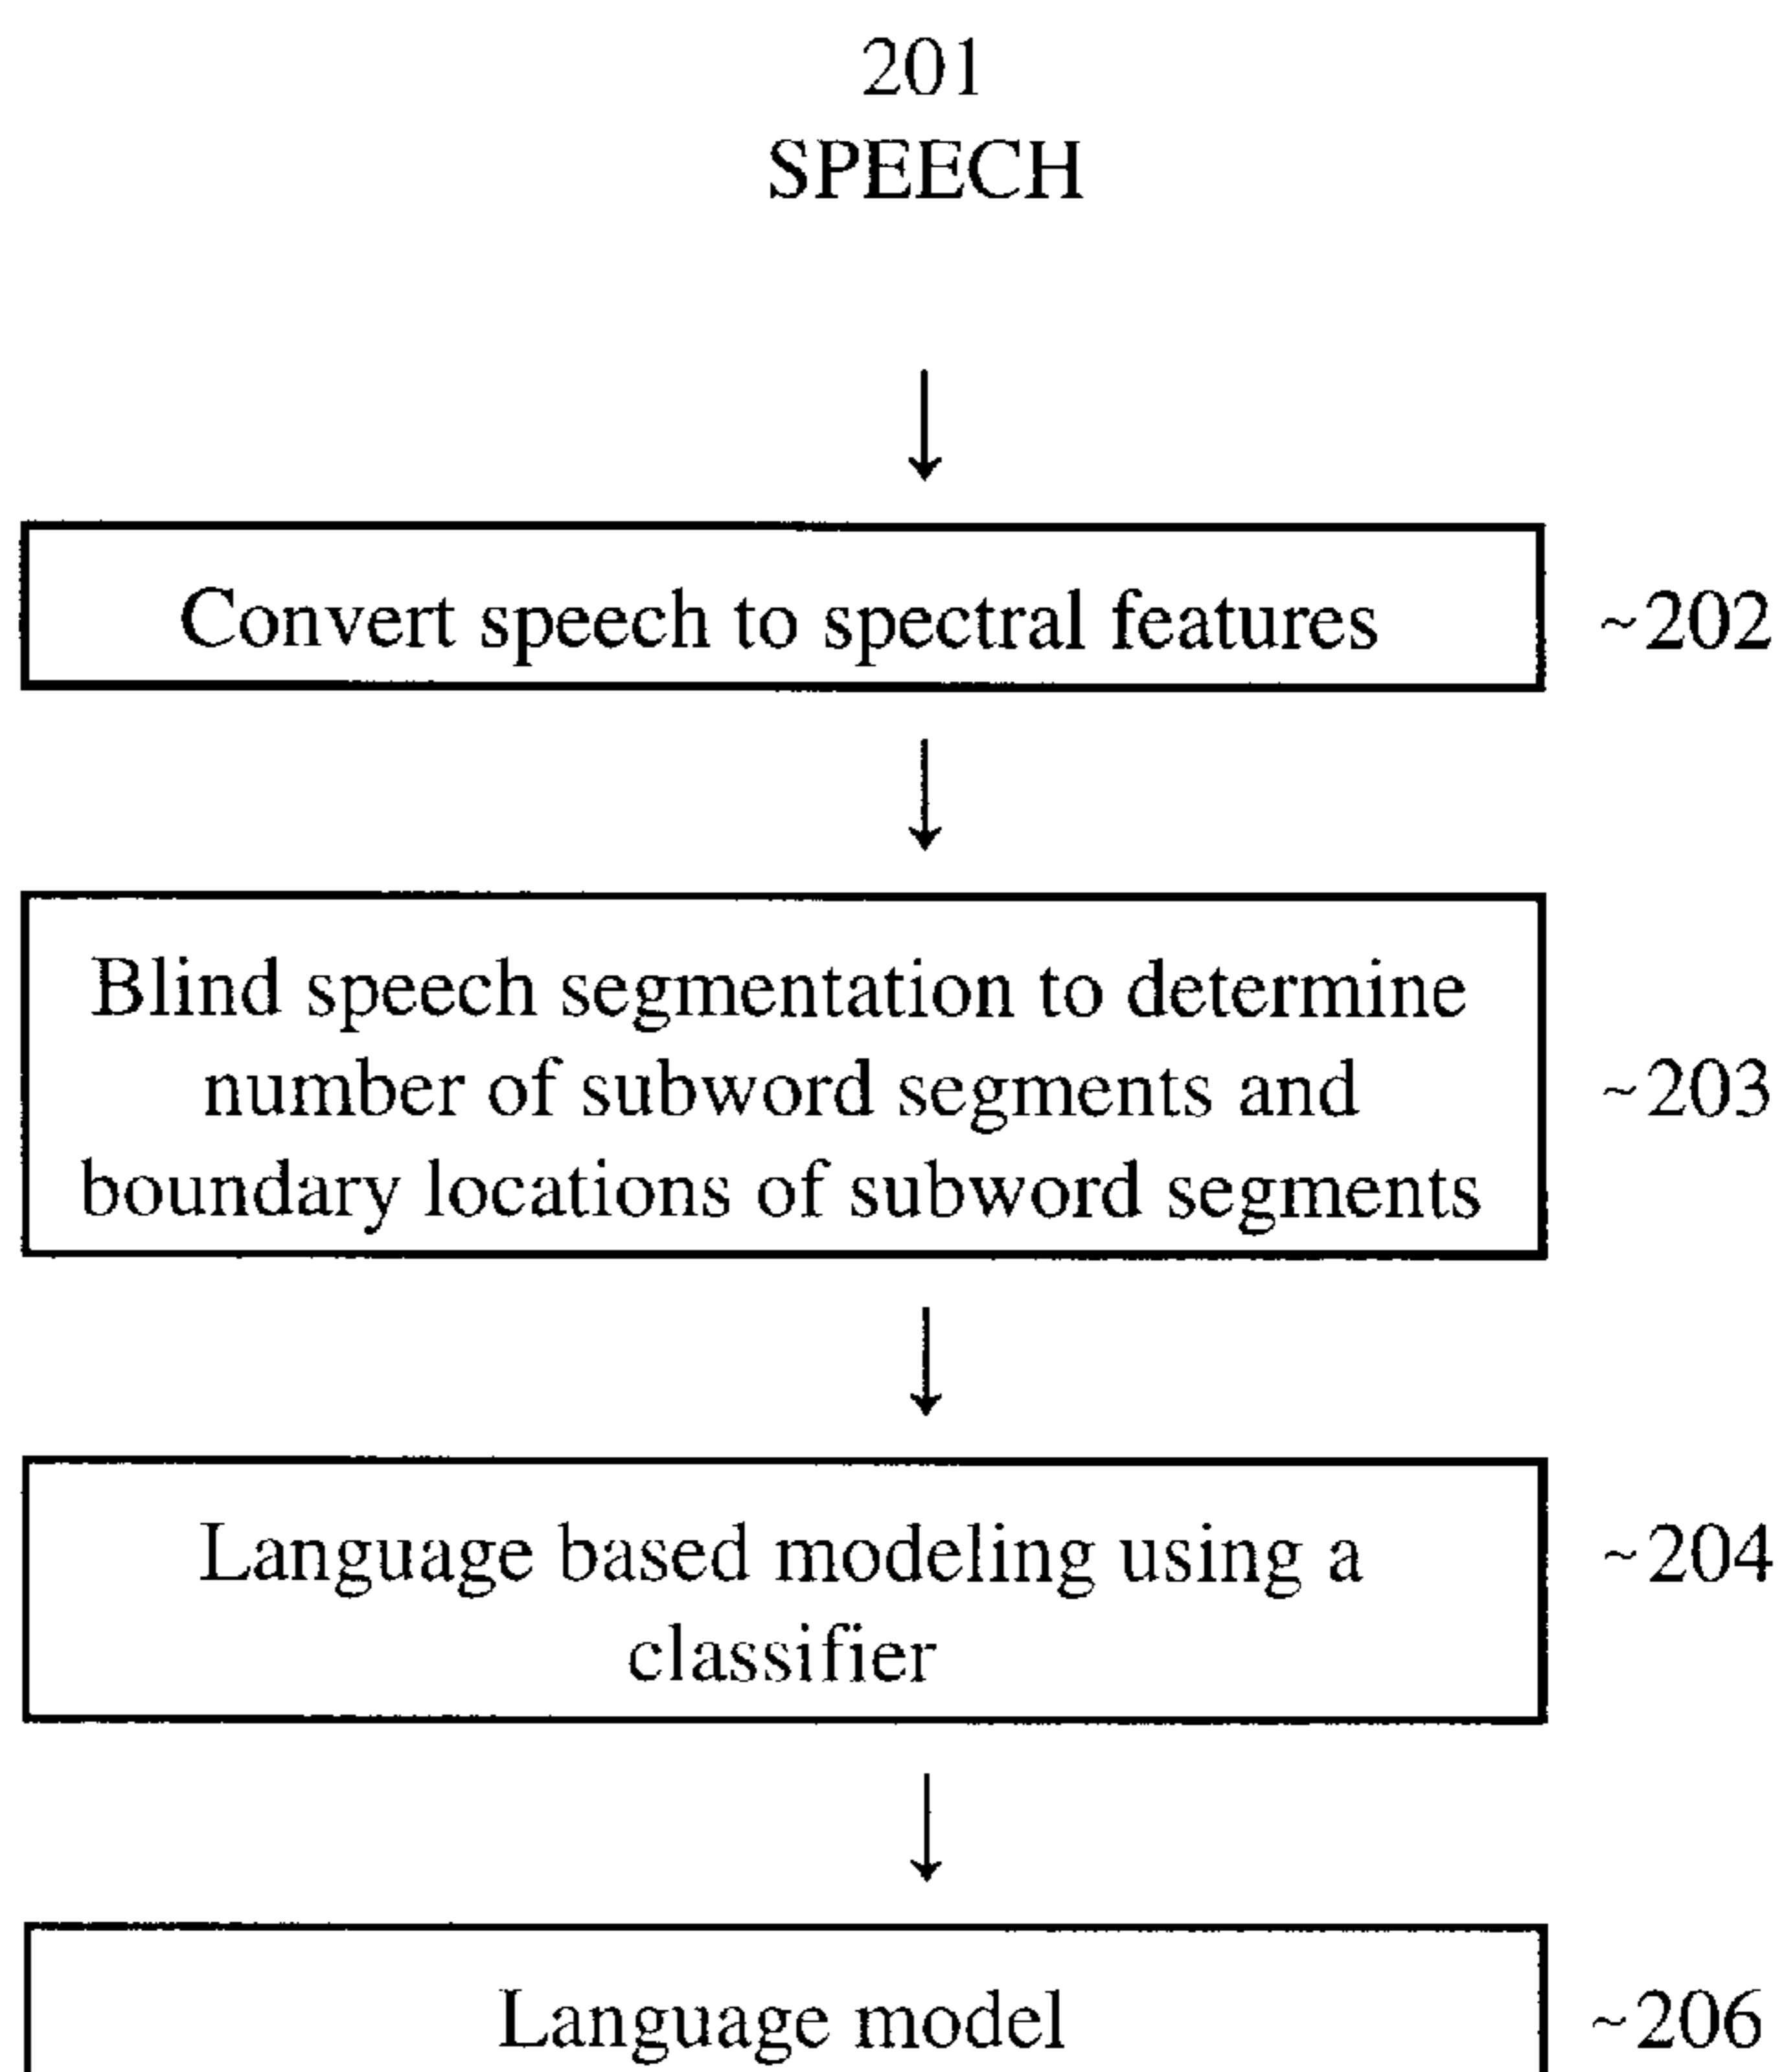 201
SPEECH
Convert speech to spectral features
~202
Blind speech segmentation to determine
number of subword segments and
~203
boundary locations of subword segments
Language based modeling using a
~204
classifier
Language model
~206